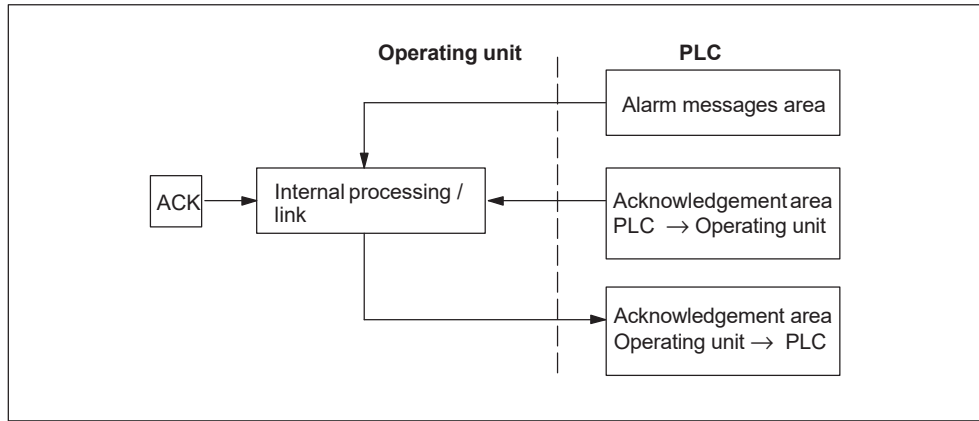 Operating unit
PLC
Alarm messages area
ACK
Internal processing /
link
Acknowledgement area
PLC → Operating unit
Acknowledgement area
Operating unit → PLC